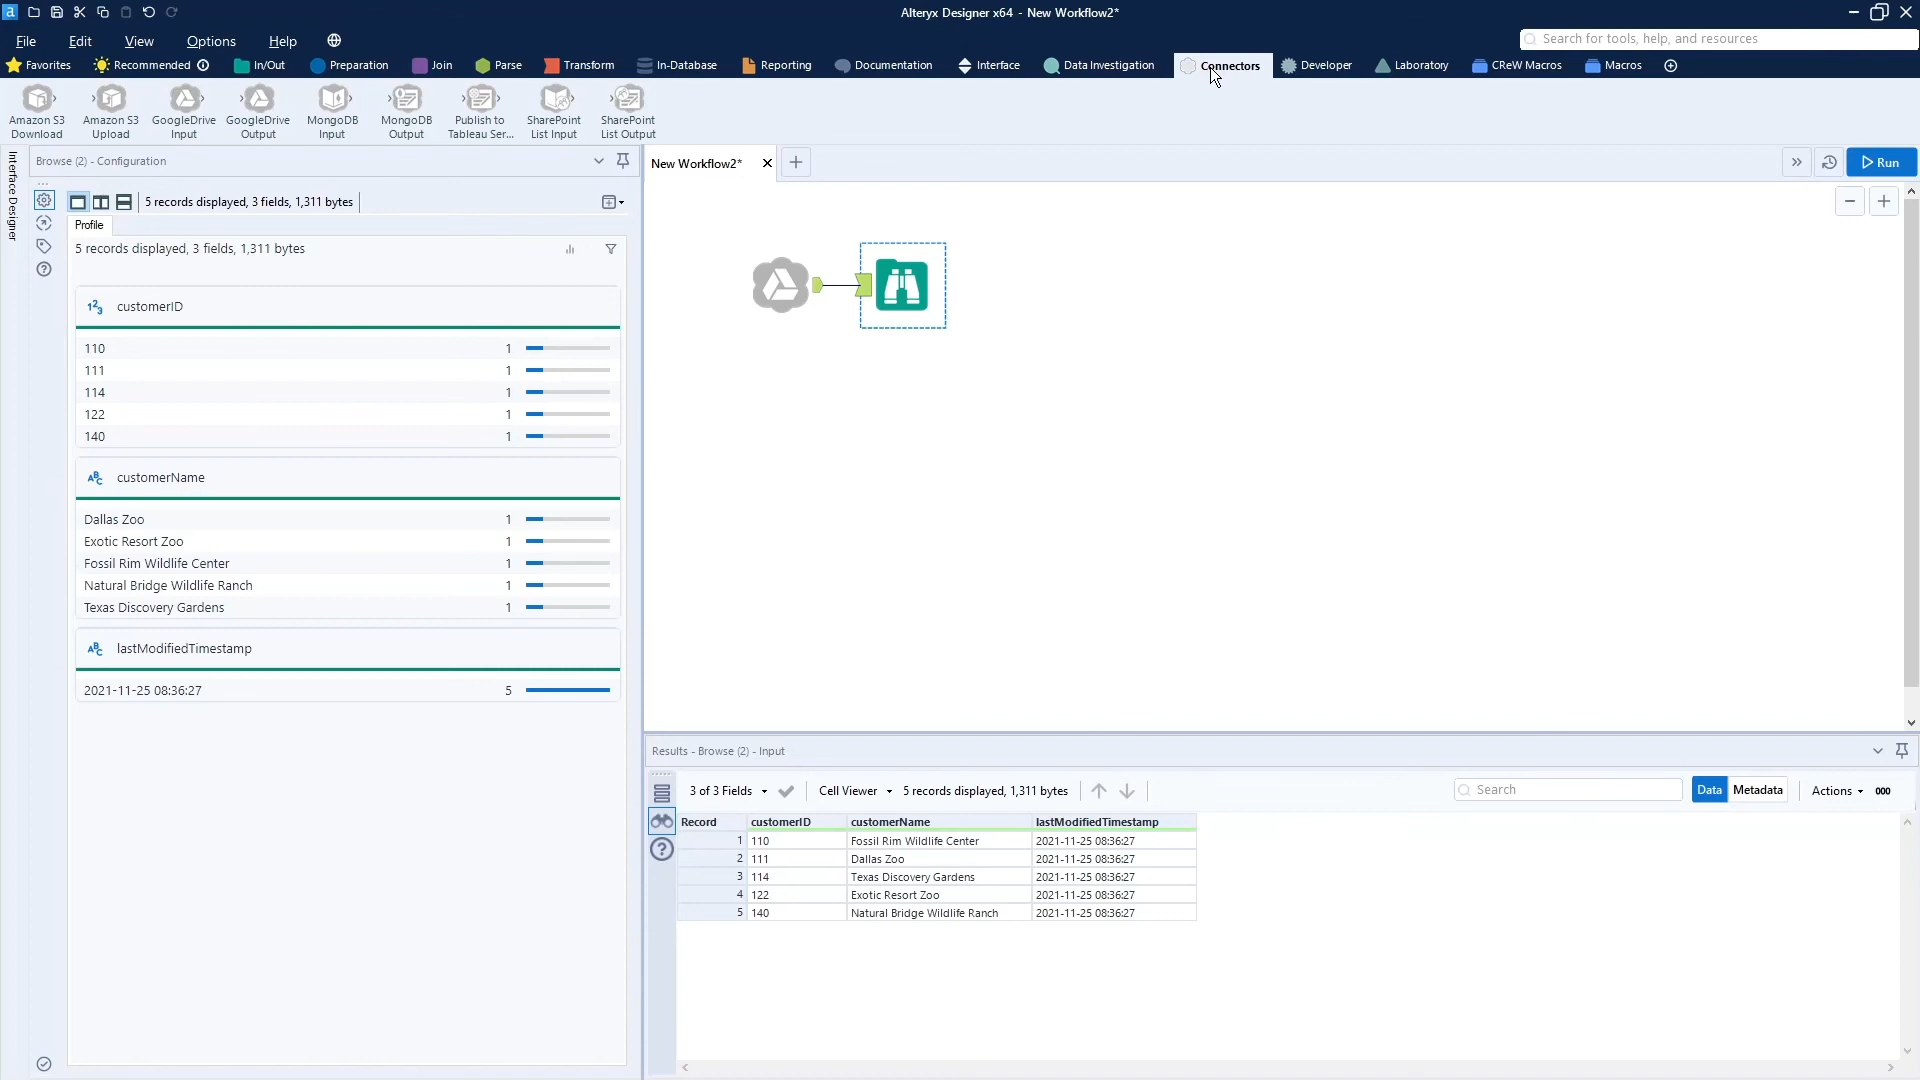 a
Alteryx Designer x64 - New Workflow2*
File Edit View Options Help
Search for tools, help, and resources
Favorites Recommended In/Out Preparation Join Parse Transform In-Database Reporting Documentation Interface Data Investigation Connectors Developer Laboratory CReW Macros Macros
Amazon S3 Download
Amazon S3 Upload
GoogleDrive Input
GoogleDrive Output
MongoDB Input
MongoDB Output
Publish to Tableau Ser...
SharePoint List Input
SharePoint List Output
Interface Designer
Browse (2) - Configuration
5 records displayed, 3 fields, 1,311 bytes
Profile
5 records displayed, 3 fields, 1,311 bytes
123 customerID
110 1
111 1
114 1
122 1
140 1
ABC customerName
Dallas Zoo 1
Exotic Resort Zoo 1
Fossil Rim Wildlife Center 1
Natural Bridge Wildlife Ranch 1
Texas Discovery Gardens 1
ABC lastModifiedTimestamp
2021-11-25 08:36:27 5
New Workflow2*
Run
Results - Browse (2) - Input
3 of 3 Fields Cell Viewer 5 records displayed, 1,311 bytes Search Data Metadata Actions 000
Record customerID customerName lastModifiedTimestamp
1 110 Fossil Rim Wildlife Center 2021-11-25 08:36:27
2 111 Dallas Zoo 2021-11-25 08:36:27
3 114 Texas Discovery Gardens 2021-11-25 08:36:27
4 122 Exotic Resort Zoo 2021-11-25 08:36:27
5 140 Natural Bridge Wildlife Ranch 2021-11-25 08:36:27